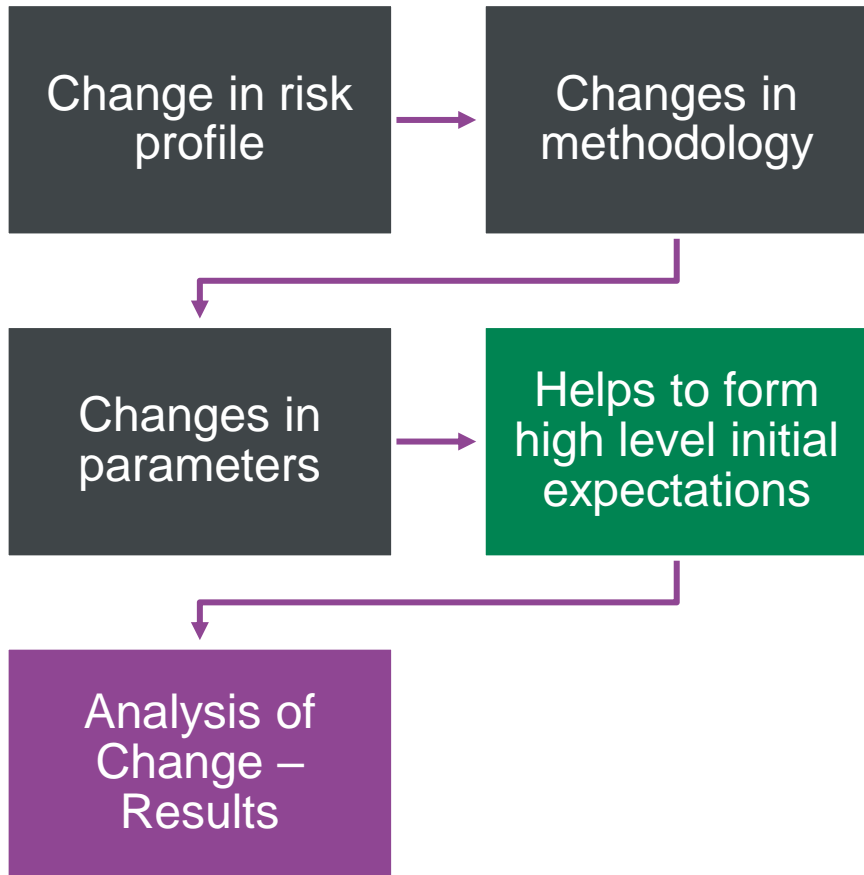 Change in risk
profile
Changes in
methodology
Changes in
parameters
Helps to form
high level initial
expectations
Analysis of
Change –
Results